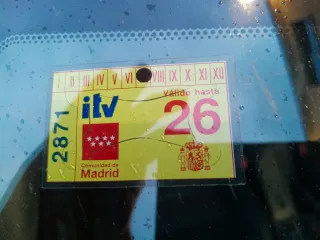 I II III IV V VI VIII IX X XI XII
itv
válido hasta
26
2871
Comunidad de
Madrid